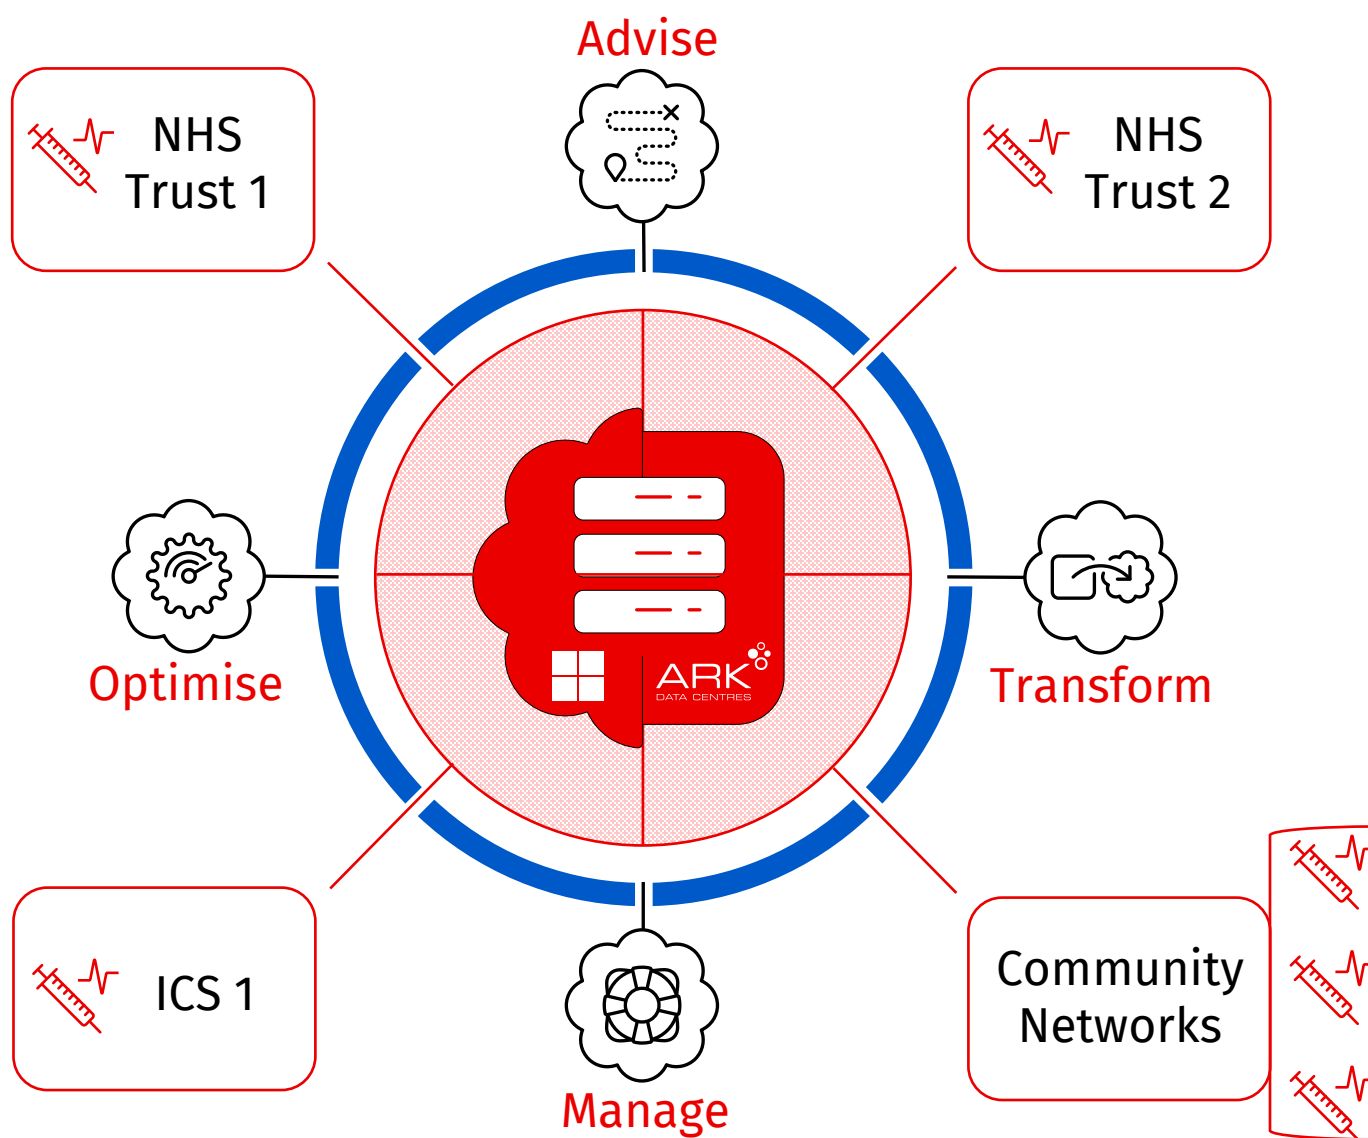 Advise
NHS
Trust 1
NHS
Trust 2
Optimise
ARK
DATA CENTRES
Transform
ICS 1
Community
Networks
Manage